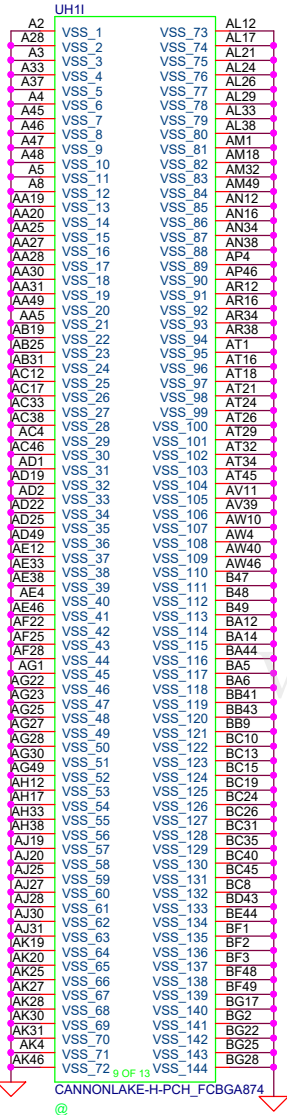 UH1I
A2 VSS_1 VSS_73 AL12
A28 VSS_2 VSS_74 AL17
A3 VSS_3 VSS_75 AL21
A33 VSS_4 VSS_76 AL24
A37 VSS_5 VSS_77 AL26
A4 VSS_6 VSS_78 AL29
A45 VSS_7 VSS_79 AL33
A46 VSS_8 VSS_80 AL38
A47 VSS_9 VSS_81 AM1
A48 VSS_10 VSS_82 AM18
A5 VSS_11 VSS_83 AM32
A8 VSS_12 VSS_84 AM49
AA19 VSS_13 VSS_85 AN12
AA20 VSS_14 VSS_86 AN16
AA25 VSS_15 VSS_87 AN34
AA27 VSS_16 VSS_88 AN38
AA28 VSS_17 VSS_89 AP4
AA30 VSS_18 VSS_90 AP46
AA31 VSS_19 VSS_91 AR12
AA49 VSS_20 VSS_92 AR16
AA5 VSS_21 VSS_93 AR34
AB19 VSS_22 VSS_94 AR38
AB25 VSS_23 VSS_95 AT1
AB31 VSS_24 VSS_96 AT16
AC12 VSS_25 VSS_97 AT18
AC17 VSS_26 VSS_98 AT21
AC33 VSS_27 VSS_99 AT24
AC38 VSS_28 VSS_100 AT26
AC4 VSS_29 VSS_101 AT29
AC46 VSS_30 VSS_102 AT32
AD1 VSS_31 VSS_103 AT34
AD19 VSS_32 VSS_104 AT45
AD2 VSS_33 VSS_105 AV11
AD22 VSS_34 VSS_106 AV39
AD25 VSS_35 VSS_107 AW10
AD49 VSS_36 VSS_108 AW4
AE12 VSS_37 VSS_109 AW40
AE33 VSS_38 VSS_110 AW46
AE38 VSS_39 VSS_111 B47
AE4 VSS_40 VSS_112 B48
AE46 VSS_41 VSS_113 B49
AF22 VSS_42 VSS_114 BA12
AF25 VSS_43 VSS_115 BA14
AF28 VSS_44 VSS_116 BA44
AG1 VSS_45 VSS_117 BA5
AG22 VSS_46 VSS_118 BA6
AG23 VSS_47 VSS_119 BB41
AG25 VSS_48 VSS_120 BB43
AG27 VSS_49 VSS_121 BB9
AG28 VSS_50 VSS_122 BC10
AG30 VSS_51 VSS_123 BC13
AG49 VSS_52 VSS_124 BC15
AH12 VSS_53 VSS_125 BC19
AH17 VSS_54 VSS_126 BC24
AH33 VSS_55 VSS_127 BC26
AH38 VSS_56 VSS_128 BC31
AJ19 VSS_57 VSS_129 BC35
AJ20 VSS_58 VSS_130 BC40
AJ25 VSS_59 VSS_131 BC45
AJ27 VSS_60 VSS_132 BC8
AJ28 VSS_61 VSS_133 BD43
AJ30 VSS_62 VSS_134 BE44
AJ31 VSS_63 VSS_135 BF1
AK19 VSS_64 VSS_136 BF2
AK20 VSS_65 VSS_137 BF3
AK25 VSS_66 VSS_138 BF48
AK27 VSS_67 VSS_139 BF49
AK28 VSS_68 VSS_140 BG17
AK30 VSS_69 VSS_141 BG2
AK31 VSS_70 VSS_142 BG22
AK4 VSS_71 VSS_143 BG25
AK46 VSS_72 VSS_144 BG28
9 OF 13
CANNONLAKE-H-PCH_FCBGA874
@